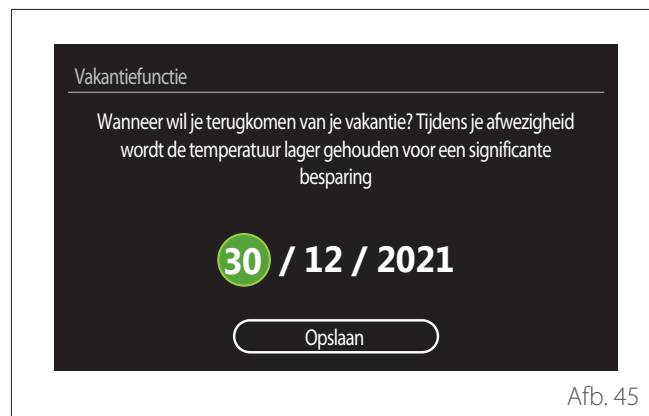 Vakantiefunctie
Wanneer wil je terugkomen van je vakantie? Tijdens je afwezigheid
wordt de temperatuur lager gehouden voor een significante
besparing
30 / 12 / 2021
Opslaan
Afb. 45